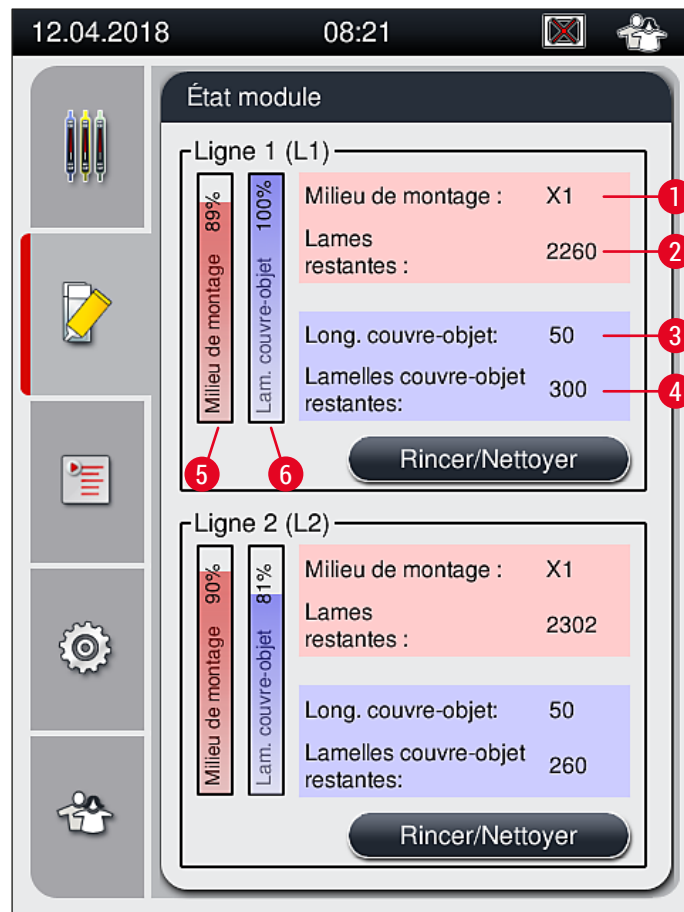 12.04.2018 08:21
État module
Ligne 1 (L1)
Milieu de montage 89%
Lam. couvre-objet 100%
Milieu de montage : X1
1
Lames
restantes : 2260
2
Long. couvre-objet: 50
3
Lamelles couvre-objet
restantes: 300
4
5
6
Rincer/Nettoyer
Ligne 2 (L2)
Milieu de montage 90%
Lam. couvre-objet 81%
Milieu de montage : X1
Lames
restantes : 2302
Long. couvre-objet: 50
Lamelles couvre-objet
restantes: 260
Rincer/Nettoyer